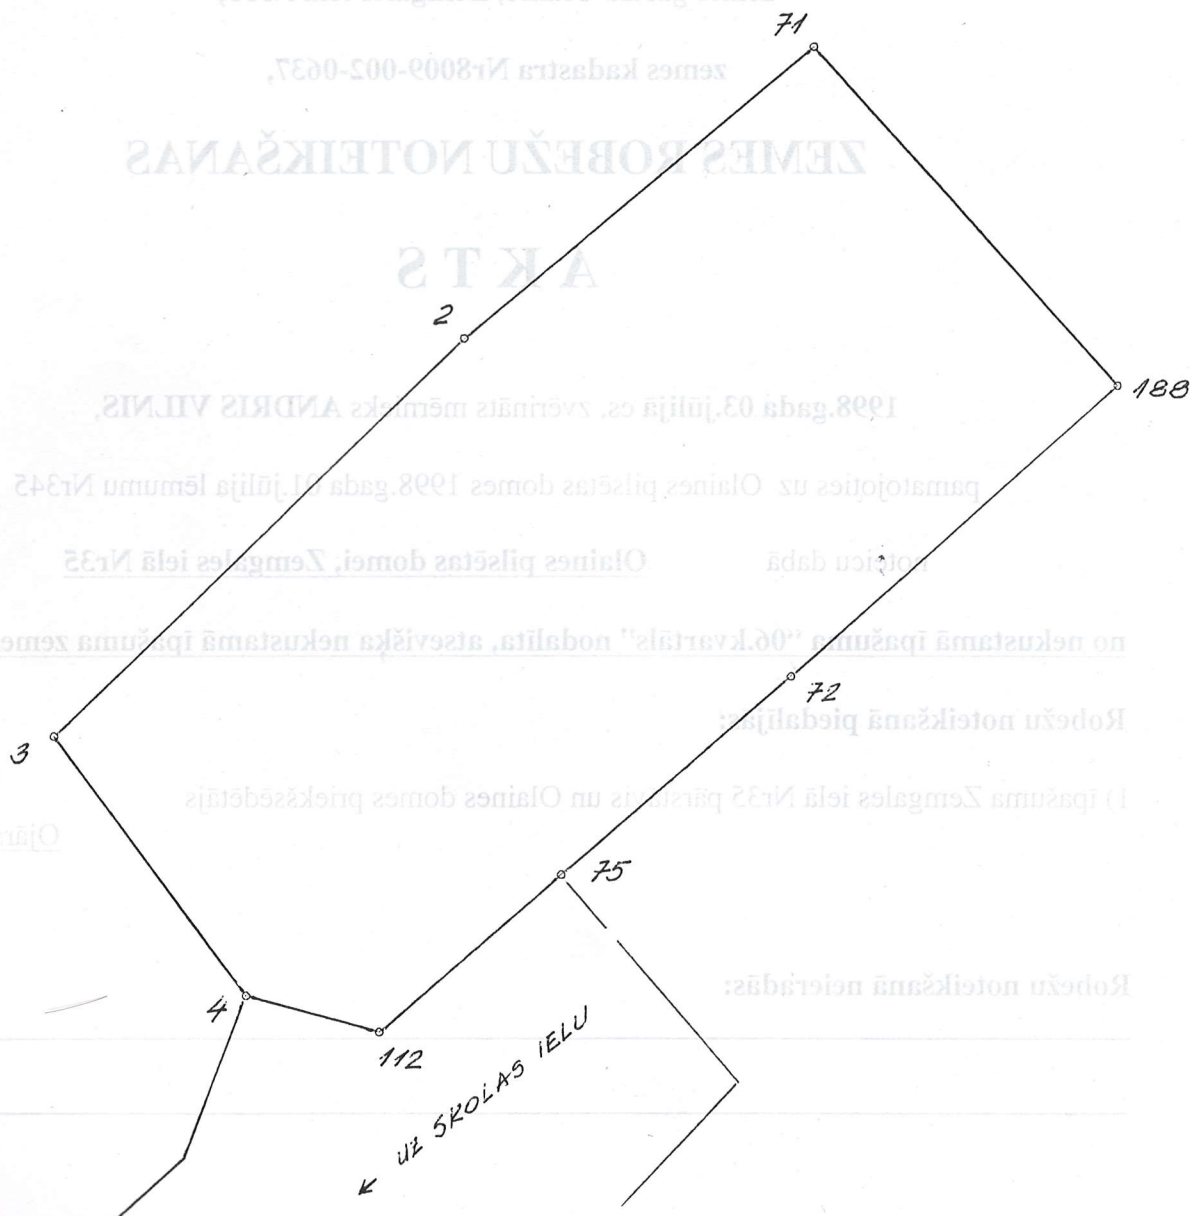 71
zemes kadastra Nr8009-002-0637,
ZEMES ROBEŽU NOTEIKŠANAS
AKTS
2
188
1998.gada 03.jūlijā es, zvērināts mērnieks ANDRIS VILNIS,
pamatojoties uz Olaines pilsētas domes 1998.gada 01.jūlija lēmumu Nr345
noteicu dabā Olaines pilsētas domei, Zemgales ielā Nr35
no nekustamā īpašuma “06.kvartāls” nodalīta, atsevišķa nekustamā īpašuma zeme
72
Robežu noteikšanā piedalījās:
3
1) īpašuma Zemgales ielā Nr35 pārstāvis un Olaines domes priekšsēdētājs
75
Robežu noteikšanā neieradās:
4
112
UZ SKOLAS IELU